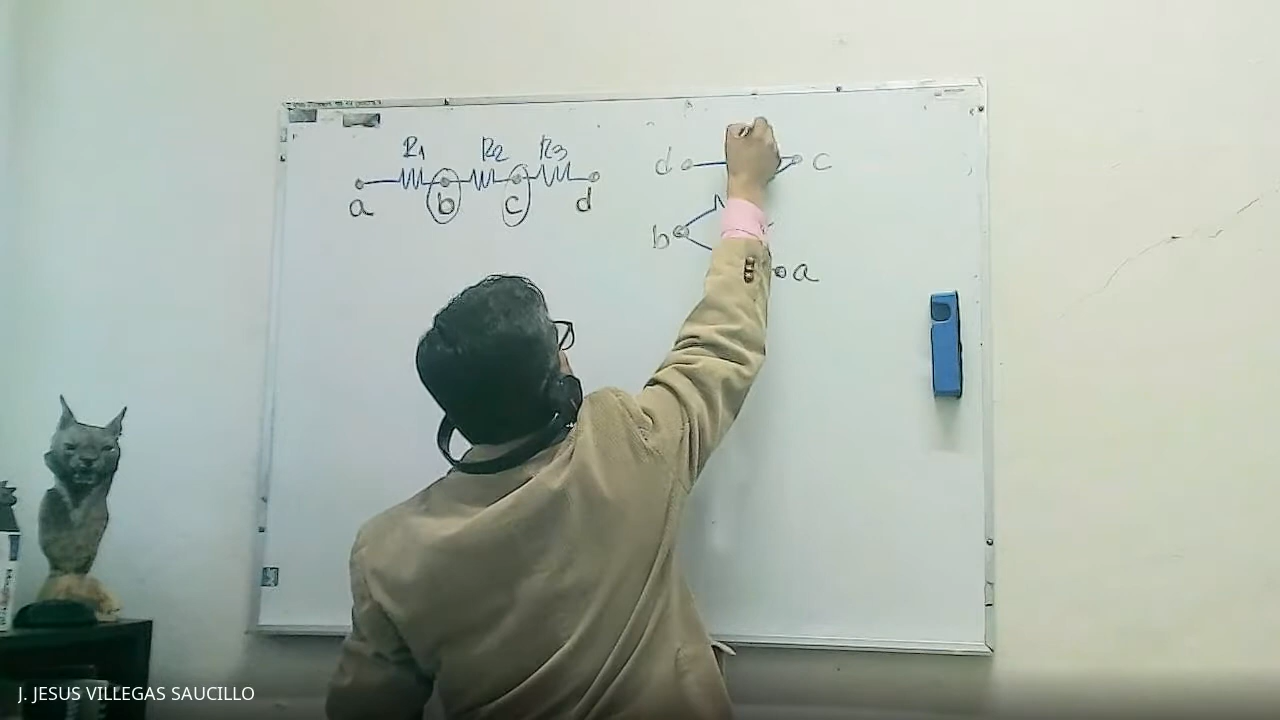 R1 R2 R3
a b c d
d c
b
a
J. JESUS VILLEGAS SAUCILLO